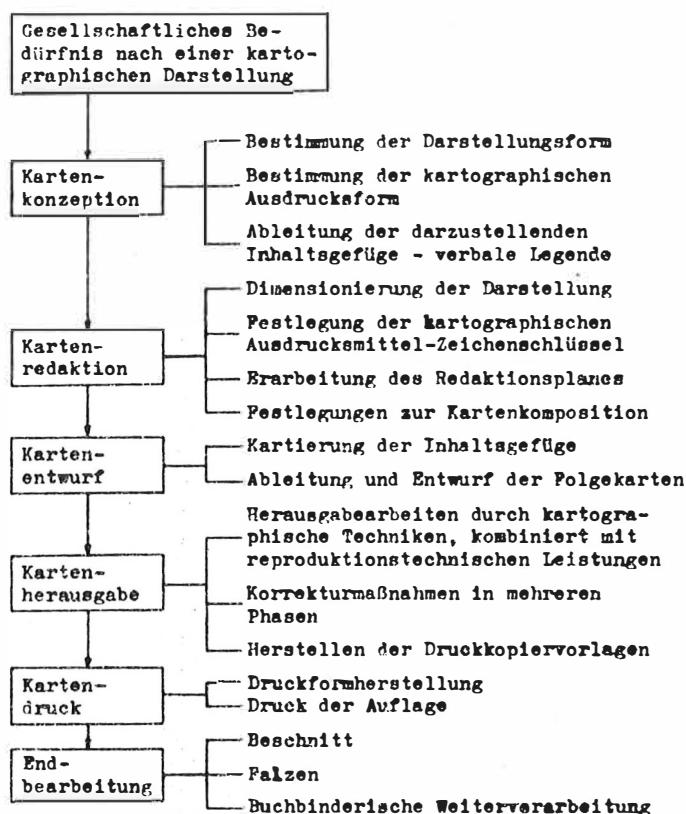 Gesellschaftliches Be-
dürfnis nach einer karto-
graphischen Darstellung
Karten-
konzeption
Bestimmung der Darstellungsform
Bestimmung der kartographischen
Ausdrucksform
Ableitung der darzustellenden
Inhaltsgefüge - verbale Legende
Karten-
redaktion
Dimensionierung der Darstellung
Festlegung der kartographischen
Ausdrucksmittel-Zeichenschlüssel
Erarbeitung des Redaktionsplanes
Festlegungen zur Kartenkomposition
Karten-
entwurf
Kartierung der Inhaltsgefüge
Ableitung und Entwurf der Folgekarten
Karten-
herausgabe
Herausgabearbeiten durch kartogra-
phische Techniken, kombiniert mit
reproduktionstechnischen Leistungen
Korrekturmaßnahmen in mehreren
Phasen
Herstellen der Druckkopiervorlagen
Karten-
druck
Druckformherstellung
Druck der Auflage
End-
bearbeitung
Beschnitt
Falzen
Buchbinderische Weiterverarbeitung